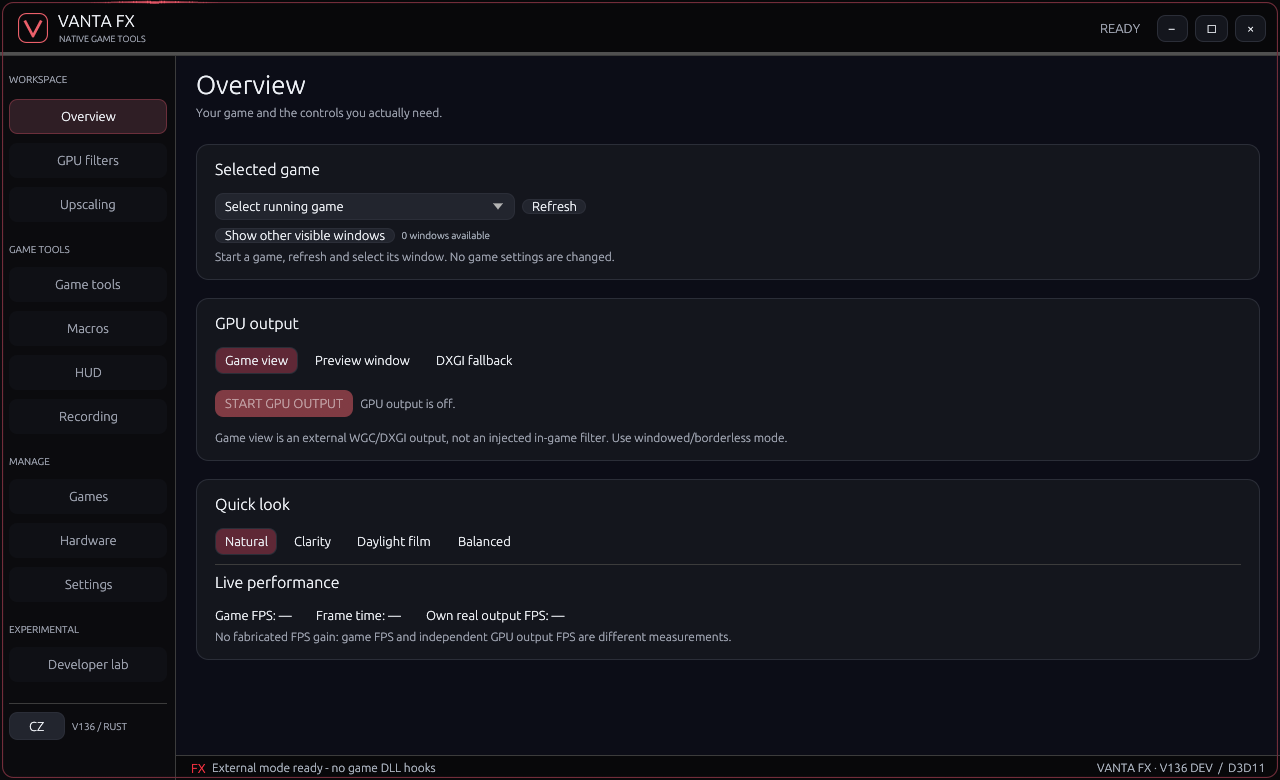 VANTA FX
NATIVE GAME TOOLS
READY
WORKSPACE
Overview
GPU filters
Upscaling
GAME TOOLS
Game tools
Macros
HUD
Recording
MANAGE
Games
Hardware
Settings
EXPERIMENTAL
Developer lab
CZ V136 / RUST
Overview
Your game and the controls you actually need.
Selected game
Select running game Refresh
Show other visible windows 0 windows available
Start a game, refresh and select its window. No game settings are changed.
GPU output
Game view Preview window DXGI fallback
START GPU OUTPUT GPU output is off.
Game view is an external WGC/DXGI output, not an injected in-game filter. Use windowed/borderless mode.
Quick look
Natural Clarity Daylight film Balanced
Live performance
Game FPS: — Frame time: — Own real output FPS: —
No fabricated FPS gain: game FPS and independent GPU output FPS are different measurements.
FX External mode ready - no game DLL hooks
VANTA FX · V136 DEV / D3D11